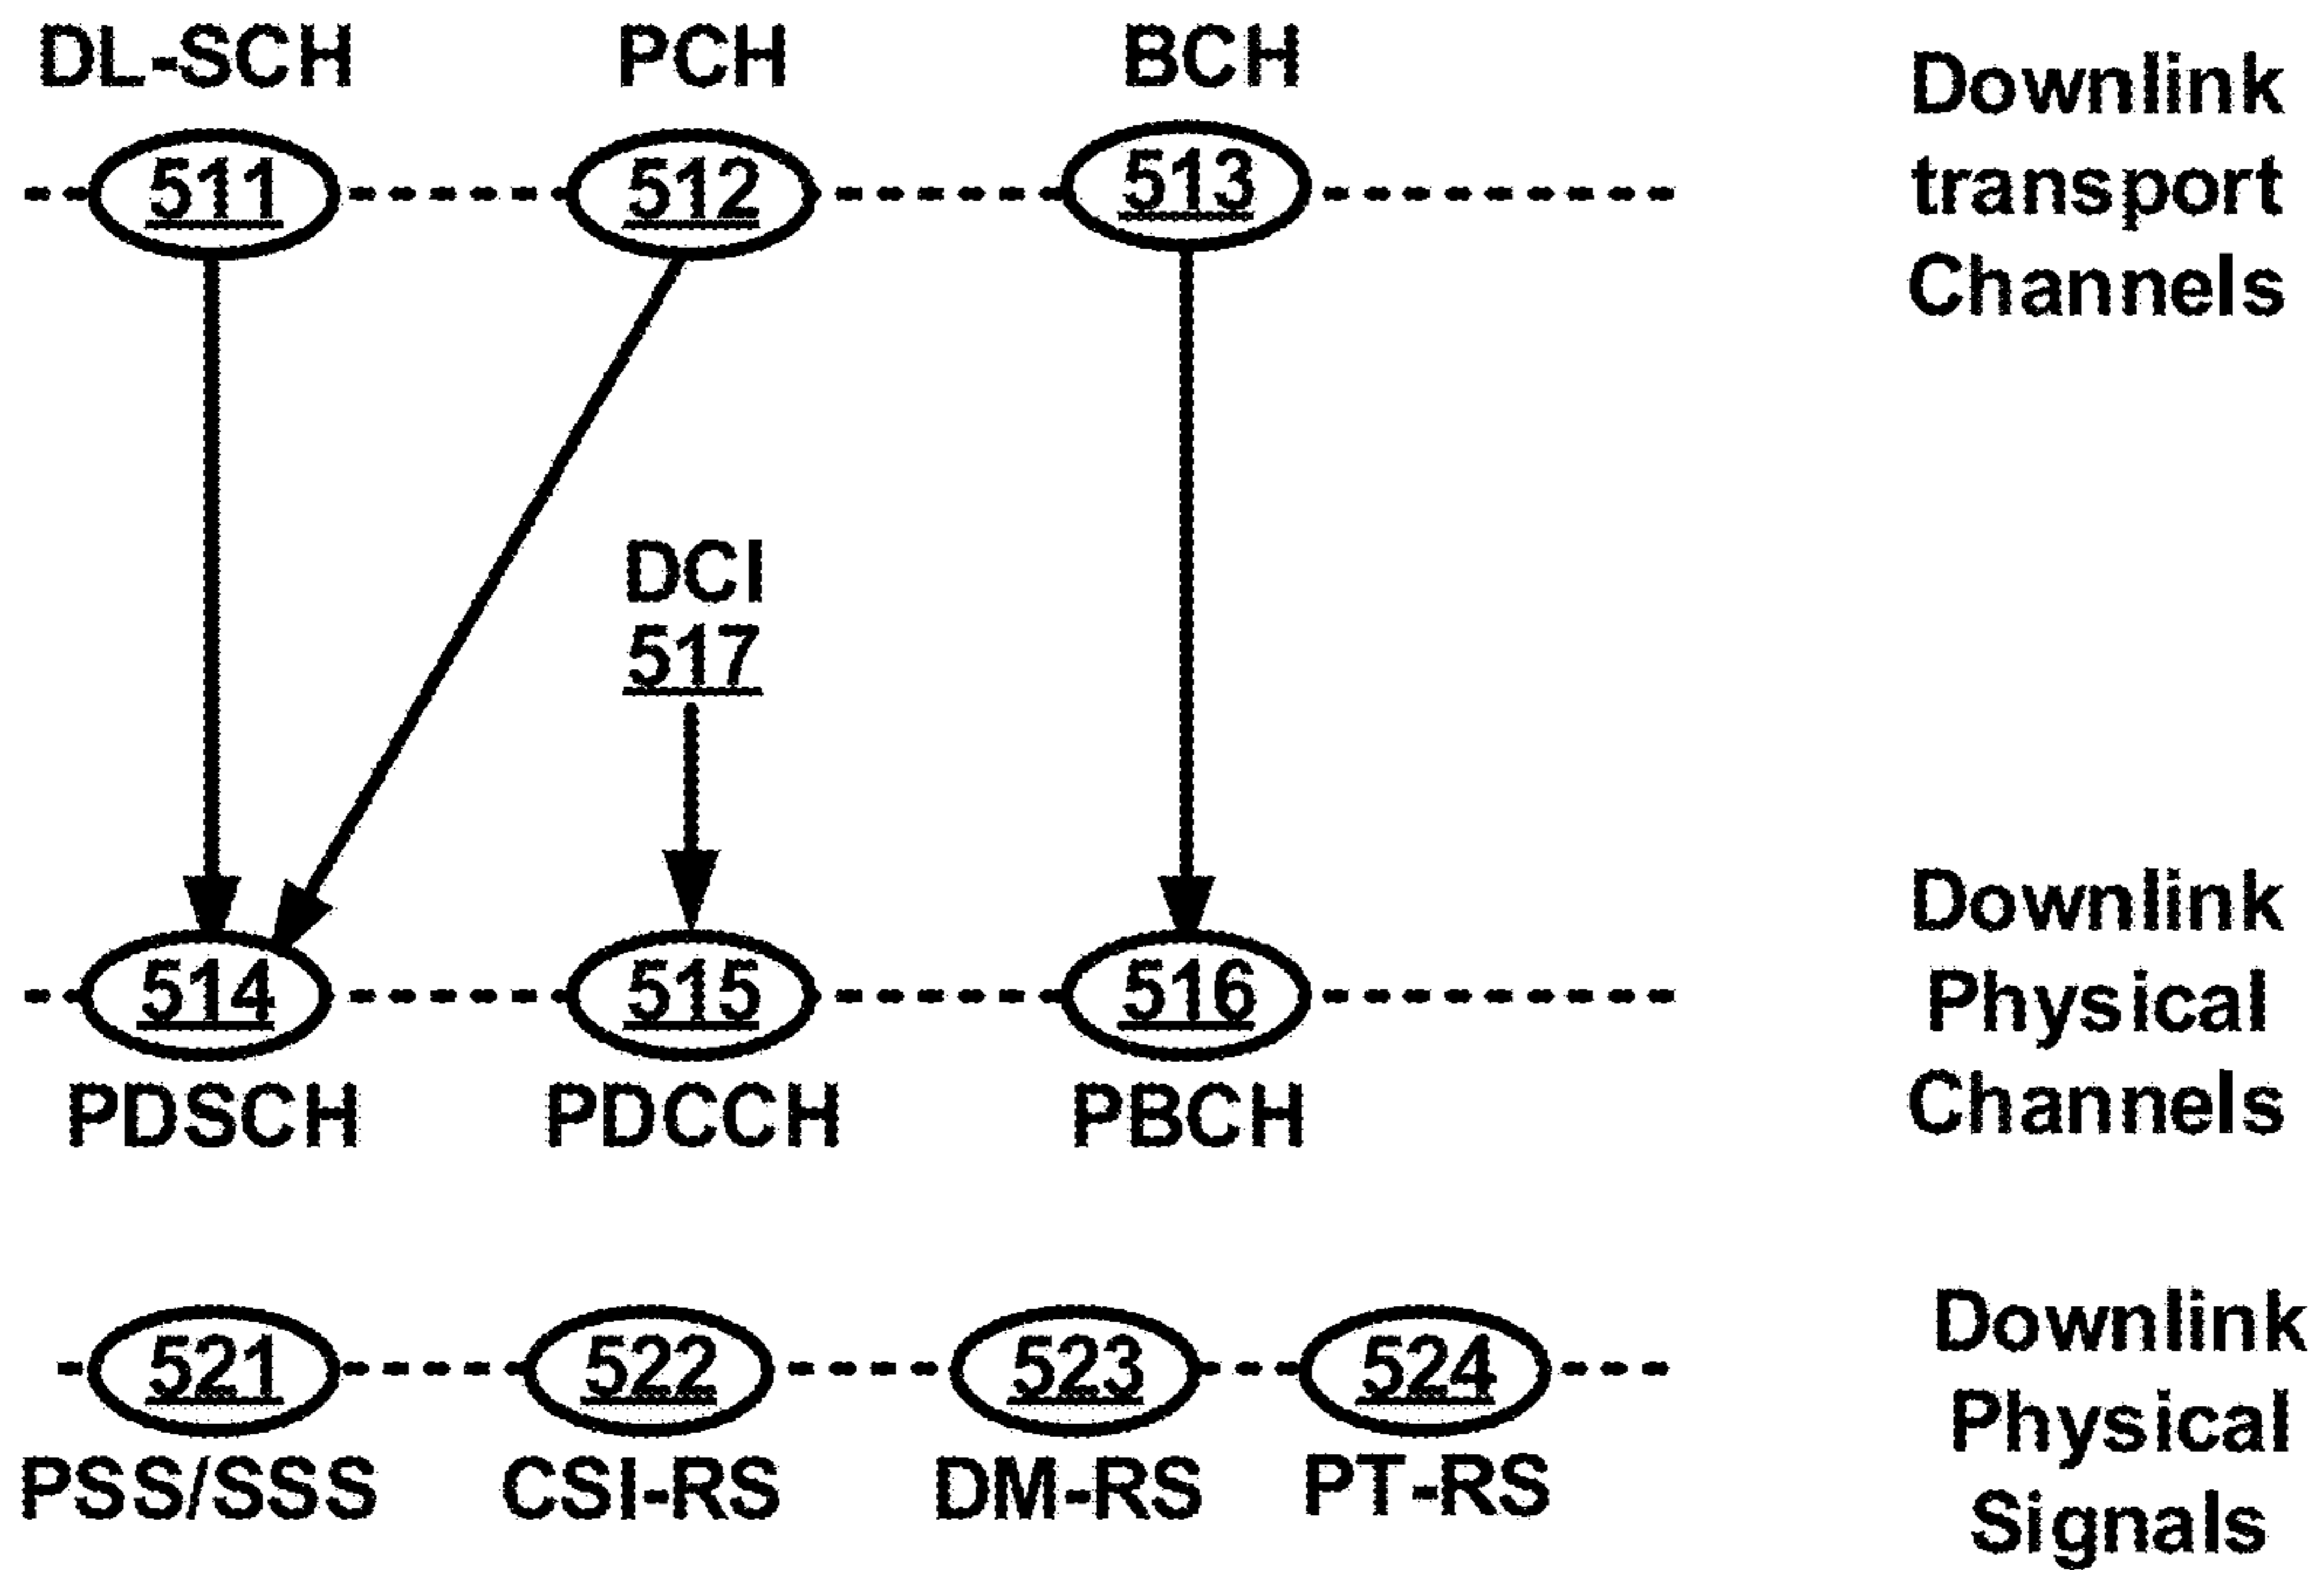 DL-SCH PCH BCH
Downlink
transport
Channels
511 512 513
DCI
517
Downlink
Physical
Channels
514 515 516
PDSCH PDCCH PBCH
Downlink
Physical
Signals
521 522 523 524
PSS/SSS CSI-RS DM-RS PT-RS